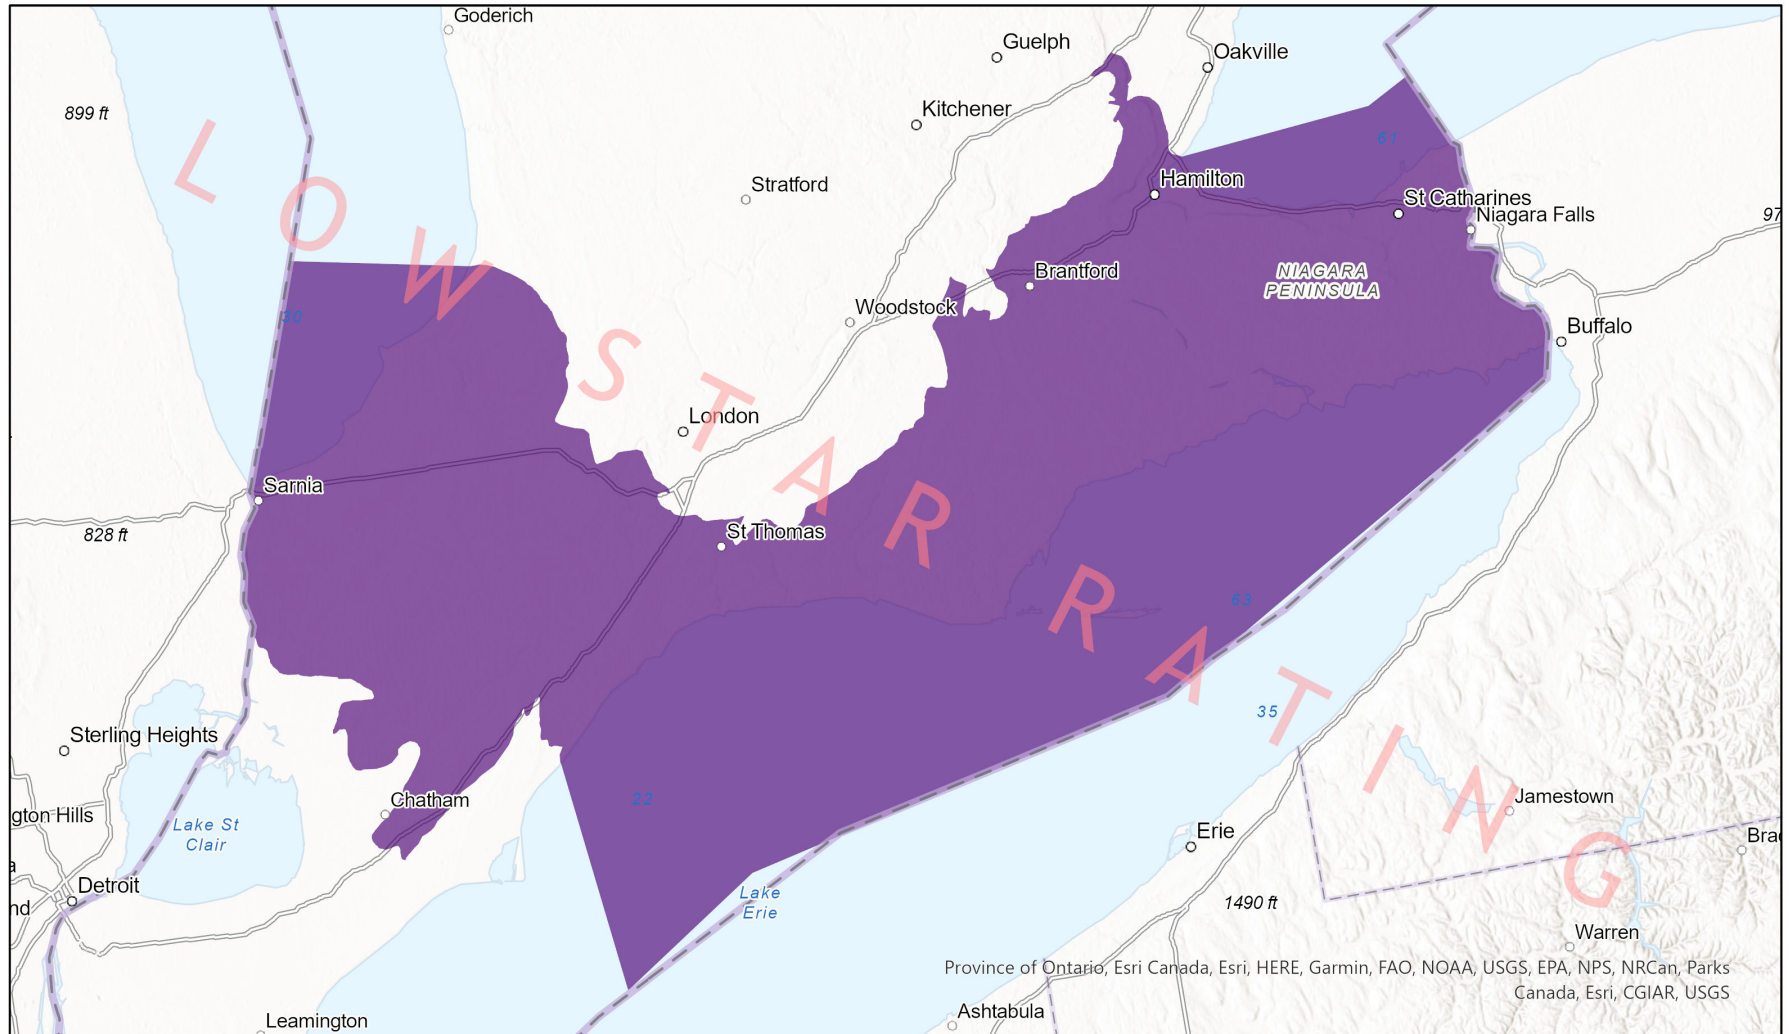 Goderich
Guelph
Oakville
899 ft
Kitchener
61
Stratford
Hamilton
St Catharines
Niagara Falls
97
Brantford
NIAGARA
PENINSULA
30
Woodstock
Buffalo
London
Sarnia
828 ft
St Thomas
63
35
Sterling Heights
22
Chatham
Jamestown
gton Hills
Lake St
Clair
Erie
Brad
a
Detroit
Lake
Erie
nd
1490 ft
Warren
Province of Ontario, Esri Canada, Esri, HERE, Garmin, FAO, NOAA, USGS, EPA, NPS, NRCan, Parks
Canada, Esri, CGIAR, USGS
Leamington
Ashtabula
LOW STAR RATING